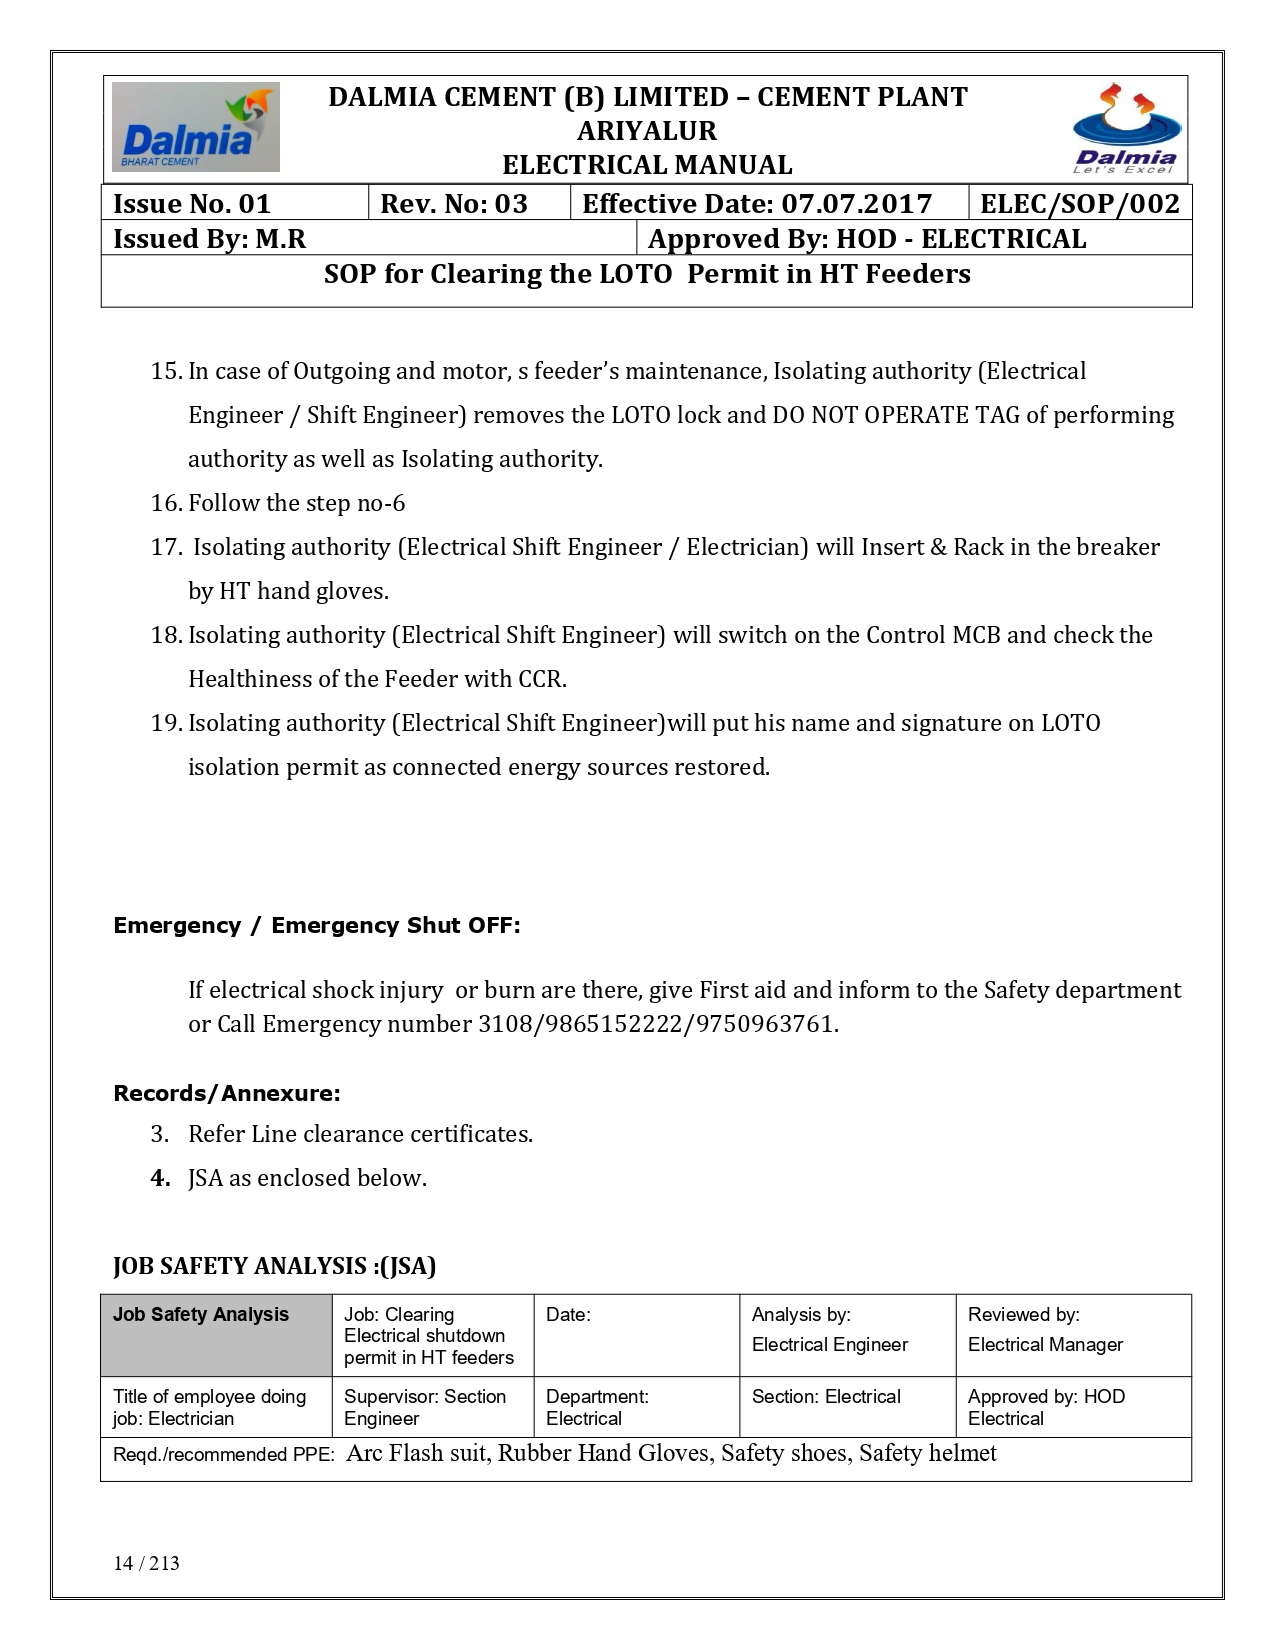 Dalmia
BHARAT CEMENT
DALMIA CEMENT (B) LIMITED – CEMENT PLANT
ARIYALUR
ELECTRICAL MANUAL
Dalmia
Let's Excel
Issue No. 01 Rev. No: 03 Effective Date: 07.07.2017 ELEC/SOP/002
Issued By: M.R Approved By: HOD - ELECTRICAL
SOP for Clearing the LOTO  Permit in HT Feeders
15. In case of Outgoing and motor, s feeder’s maintenance, Isolating authority (Electrical
Engineer / Shift Engineer) removes the LOTO lock and DO NOT OPERATE TAG of performing
authority as well as Isolating authority.
16. Follow the step no-6
17.  Isolating authority (Electrical Shift Engineer / Electrician) will Insert & Rack in the breaker
by HT hand gloves.
18. Isolating authority (Electrical Shift Engineer) will switch on the Control MCB and check the
Healthiness of the Feeder with CCR.
19. Isolating authority (Electrical Shift Engineer)will put his name and signature on LOTO
isolation permit as connected energy sources restored.
Emergency / Emergency Shut OFF:
If electrical shock injury  or burn are there, give First aid and inform to the Safety department
or Call Emergency number 3108/9865152222/9750963761.
Records/Annexure:
3. Refer Line clearance certificates.
4. JSA as enclosed below.
JOB SAFETY ANALYSIS :(JSA)
Job Safety Analysis
Job: Clearing
Electrical shutdown
permit in HT feeders
Date:
Analysis by:
Electrical Engineer
Reviewed by:
Electrical Manager
Title of employee doing
job: Electrician
Supervisor: Section
Engineer
Department:
Electrical
Section: Electrical
Approved by: HOD
Electrical
Reqd./recommended PPE:  Arc Flash suit, Rubber Hand Gloves, Safety shoes, Safety helmet
14 / 213